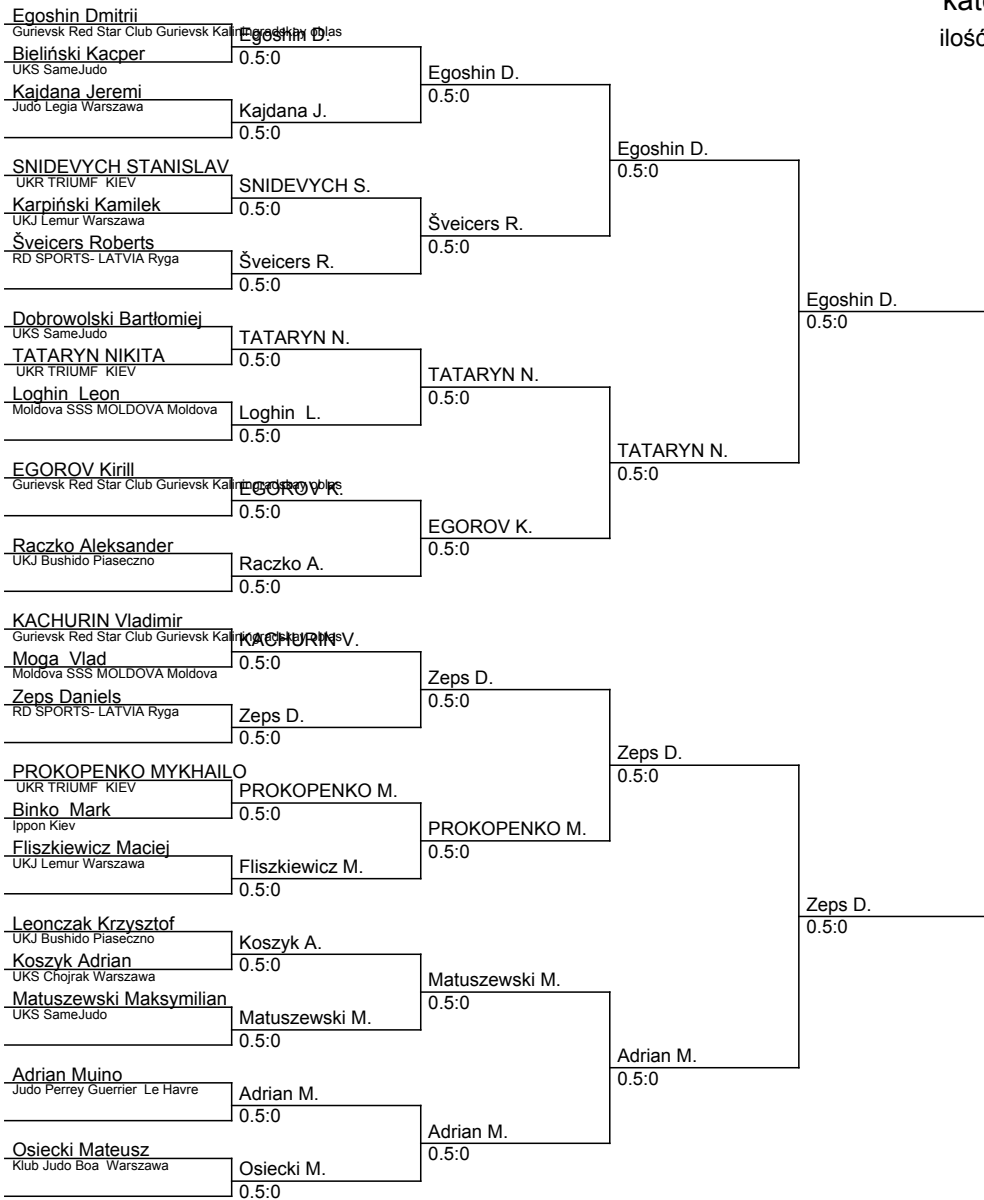 kate
ilość
Egoshin Dmitrii
Gurievsk Red Star Club Gurievsk Kaliningradskay oblas
Egoshin D.
0.5:0
Bieliński Kacper
UKS SameJudo
Egoshin D.
0.5:0
Kajdana Jeremi
Judo Legia Warszawa
Kajdana J.
0.5:0
Egoshin D.
0.5:0
SNIDEVYCH STANISLAV
UKR TRIUMF KIEV
SNIDEVYCH S.
0.5:0
Karpiński Kamilek
UKJ Lemur Warszawa
Šveicers R.
0.5:0
Šveicers Roberts
RD SPORTS- LATVIA Ryga
Šveicers R.
0.5:0
Egoshin D.
0.5:0
Dobrowolski Bartłomiej
UKS SameJudo
TATARYN N.
0.5:0
TATARYN NIKITA
UKR TRIUMF KIEV
TATARYN N.
0.5:0
Loghin Leon
Moldova SSS MOLDOVA Moldova
Loghin L.
0.5:0
TATARYN N.
0.5:0
EGOROV Kirill
Gurievsk Red Star Club Gurievsk Kaliningradskay oblas
EGOROV K.
0.5:0
EGOROV K.
0.5:0
Raczko Aleksander
UKJ Bushido Piaseczno
Raczko A.
0.5:0
KACHURIN Vladimir
Gurievsk Red Star Club Gurievsk Kaliningradskay oblas
KACHURIN V.
0.5:0
Moga Vlad
Moldova SSS MOLDOVA Moldova
Zeps D.
0.5:0
Zeps Daniels
RD SPORTS- LATVIA Ryga
Zeps D.
0.5:0
Zeps D.
0.5:0
PROKOPENKO MYKHAILO
UKR TRIUMF KIEV
PROKOPENKO M.
0.5:0
Binko Mark
Ippon Kiev
PROKOPENKO M.
0.5:0
Fliszkiewicz Maciej
UKJ Lemur Warszawa
Fliszkiewicz M.
0.5:0
Zeps D.
0.5:0
Leonczak Krzysztof
UKJ Bushido Piaseczno
Koszyk A.
0.5:0
Koszyk Adrian
UKS Chojrak Warszawa
Matuszewski M.
0.5:0
Matuszewski Maksymilian
UKS SameJudo
Matuszewski M.
0.5:0
Adrian M.
0.5:0
Adrian Muino
Judo Perrey Guerrier Le Havre
Adrian M.
0.5:0
Adrian M.
0.5:0
Osiecki Mateusz
Klub Judo Boa Warszawa
Osiecki M.
0.5:0